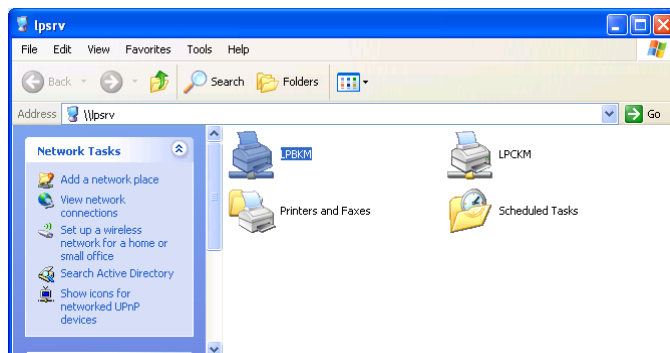 lpsrv
File Edit View Favorites Tools Help
Back Search Folders
Address \\lpsrv Go
Network Tasks
Add a network place
View network
connections
Set up a wireless
network for a home or
small office
Search Active Directory
Show icons for
networked UPnP
devices
LPBKM LPCKM
Printers and Faxes Scheduled Tasks